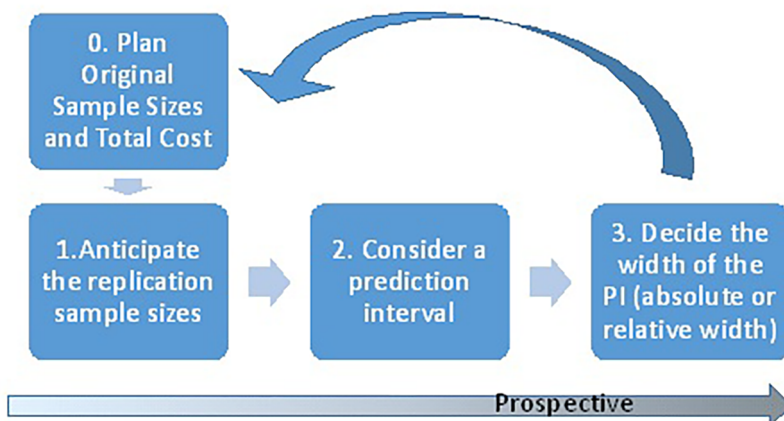 0. Plan
Original
Sample Sizes
and Total Cost
1.Anticipate
the replication
sample sizes
2. Consider a
prediction
interval
3. Decide the
width of the
PI (absolute or
relative width)
Prospective